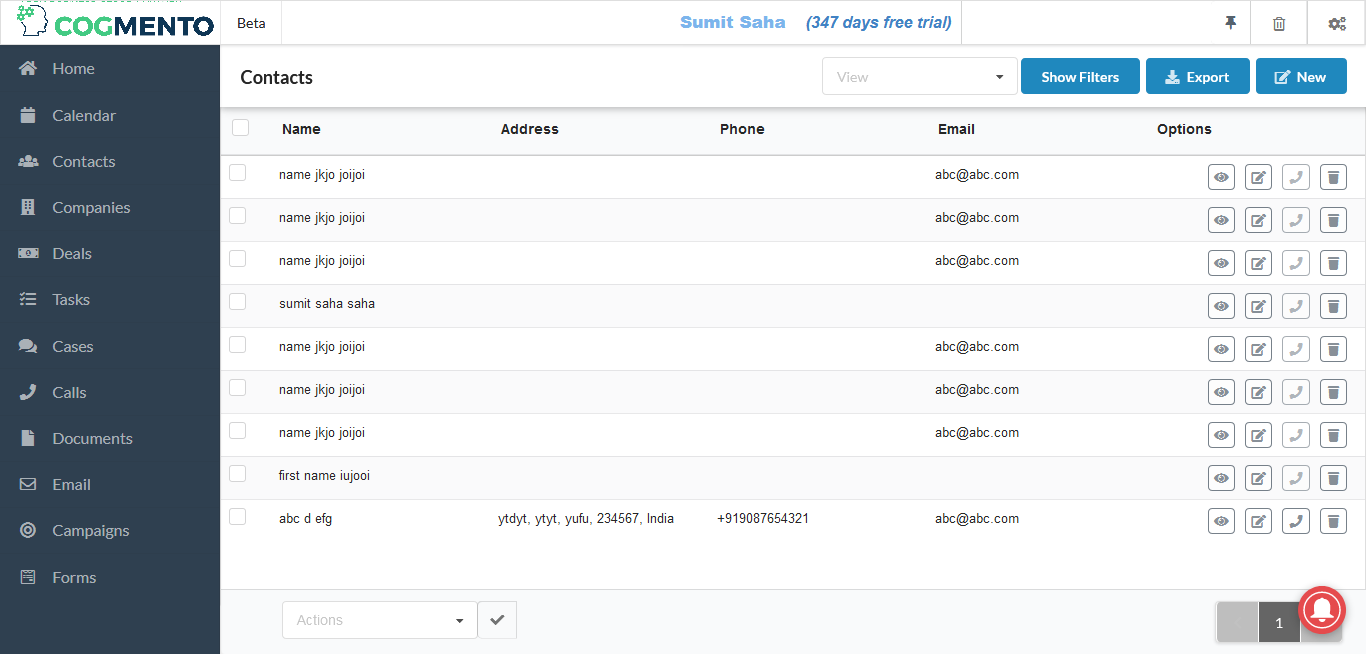 COGMENTO
Beta
Sumit Saha (347 days free trial)
Home
Calendar
Contacts
Companies
Deals
Tasks
Cases
Calls
Documents
Email
Campaigns
Forms
Contacts
View
Show Filters
Export
New
Name Address Phone Email Options
name jkjo joijoi abc@abc.com
name jkjo joijoi abc@abc.com
name jkjo joijoi abc@abc.com
sumit saha saha
name jkjo joijoi abc@abc.com
name jkjo joijoi abc@abc.com
name jkjo joijoi abc@abc.com
first name iujooi
abc d efg ytdyt, ytyt, yufu, 234567, India +919087654321 abc@abc.com
Actions
1